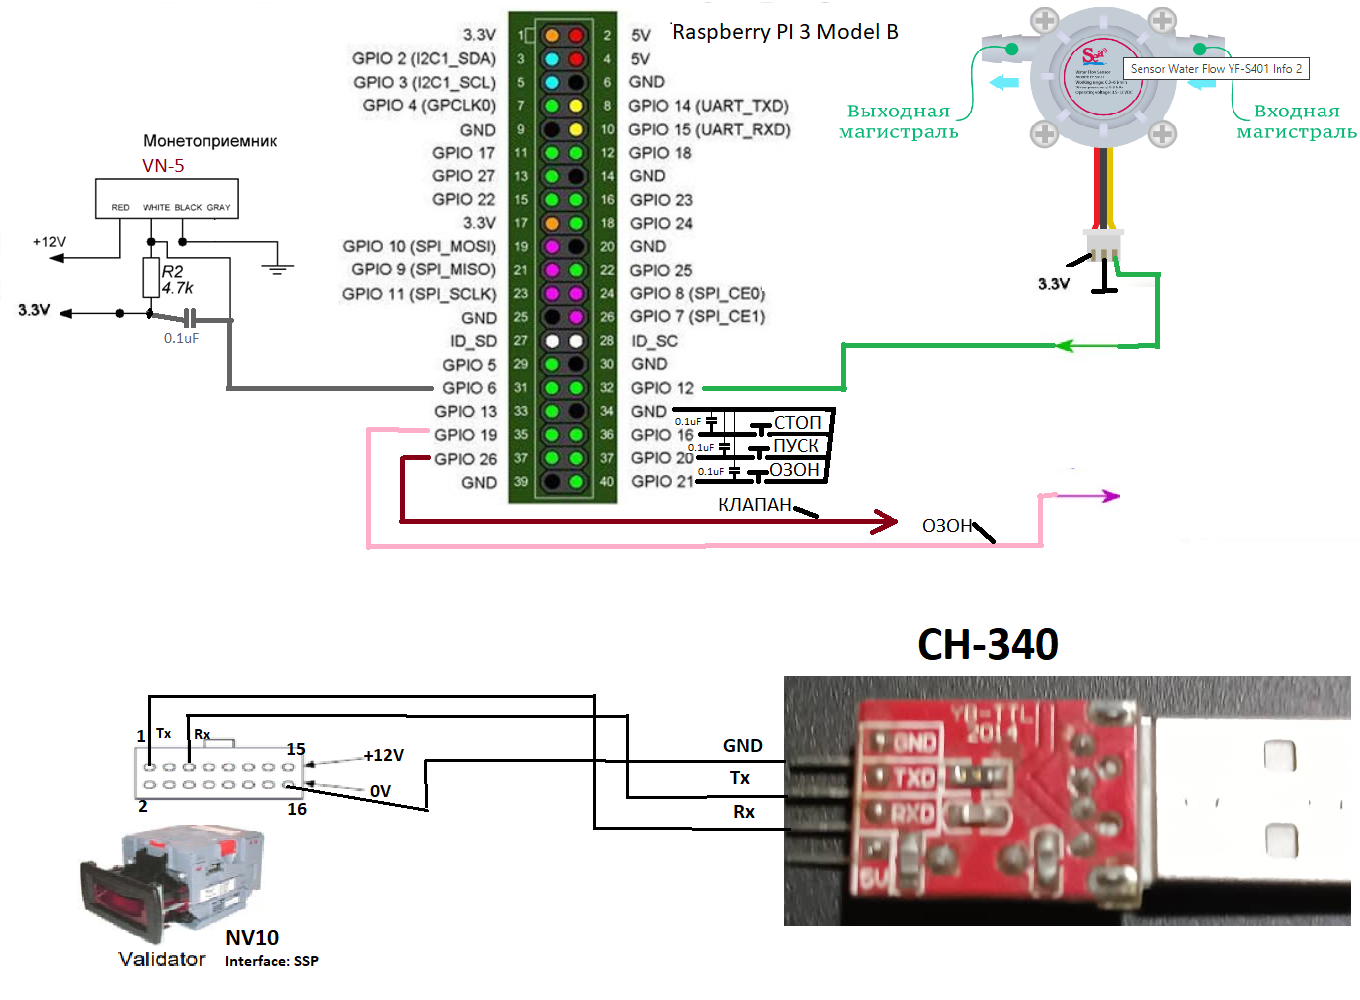 Raspberry PI 3 Model B
3.3V 1 2 5V
GPIO 2 (I2C1_SDA) 3 4 5V
GPIO 3 (I2C1_SCL) 5 6 GND
GPIO 4 (GPCLK0) 7 8 GPIO 14 (UART_TXD)
GND 9 10 GPIO 15 (UART_RXD)
GPIO 17 11 12 GPIO 18
GPIO 27 13 14 GND
GPIO 22 15 16 GPIO 23
3.3V 17 18 GPIO 24
GPIO 10 (SPI_MOSI) 19 20 GND
GPIO 9 (SPI_MISO) 21 22 GPIO 25
GPIO 11 (SPI_SCLK) 23 24 GPIO 8 (SPI_CE0)
GND 25 26 GPIO 7 (SPI_CE1)
ID_SD 27 28 ID_SC
GPIO 5 29 30 GND
GPIO 6 31 32 GPIO 12
GPIO 13 33 34 GND
GPIO 19 35 36 GPIO 16
GPIO 26 37 37 GPIO 20
GND 39 40 GPIO 21
Монетоприемник
VN-5
RED WHITE BLACK GRAY
+12V
R2
4.7k
3.3V
0.1uF
Sea
Sensor Water Flow YF-S401 Info 2
Выходная
магистраль
Входная
магистраль
3.3V
0.1uF СТОП
0.1uF ПУСК
0.1uF ОЗОН
КЛАПАН
ОЗОН
CH-340
YB-TTL
2014
GND
TXD
RXD
5V
GND
Tx
Rx
1 Tx Rx 15
+12V
0V
2 16
NV10
Validator Interface: SSP